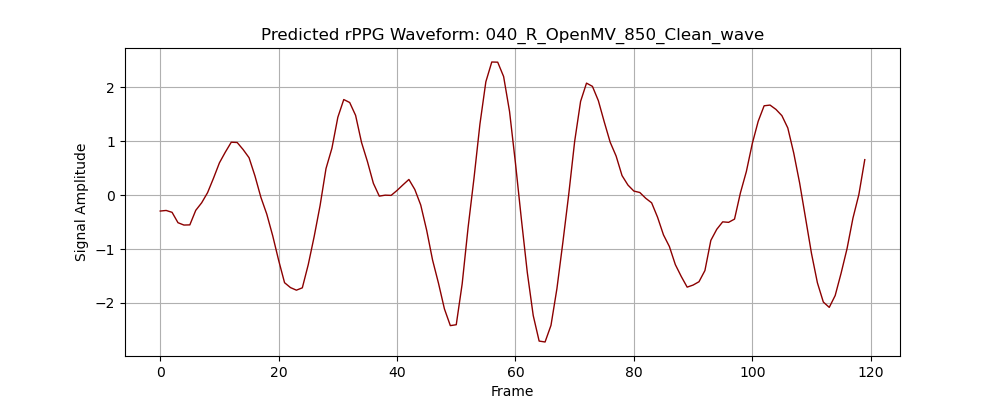 Predicted rPPG Waveform: 040_R_OpenMV_850_Clean_wave
2
1
0
−1
−2
Signal Amplitude
0 20 40 60 80 100 120
Frame